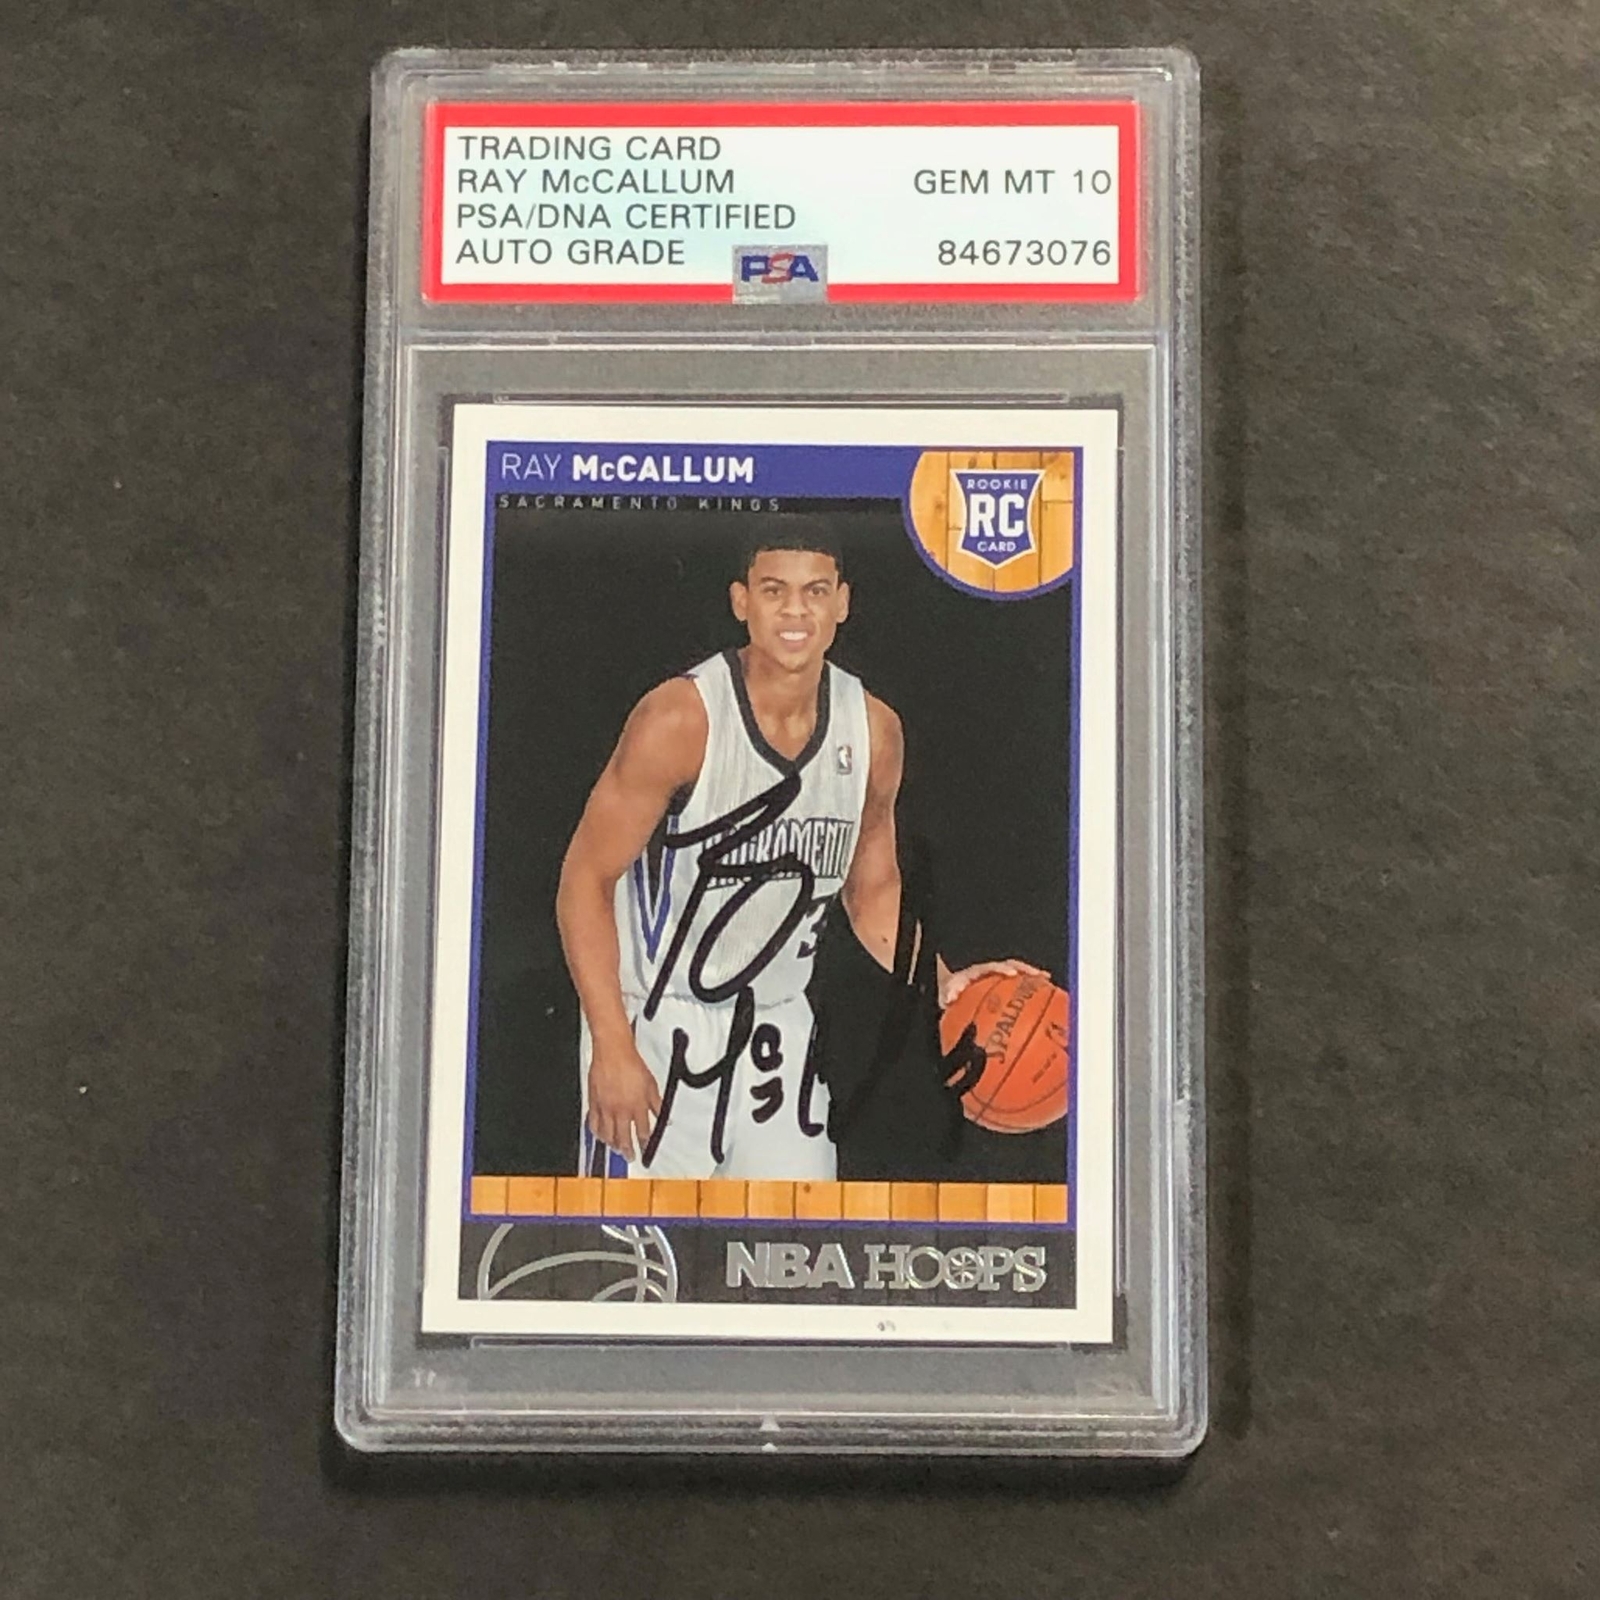 TRADING CARD
RAY McCALLUM GEM MT 10
PSA/DNA CERTIFIED
AUTO GRADE 84673076
PSA
RAY McCALLUM
SACRAMENTO KINGS
ROOKIE
RC
CARD
SACRAMENTO
3
SPALDING
NBA HOOPS